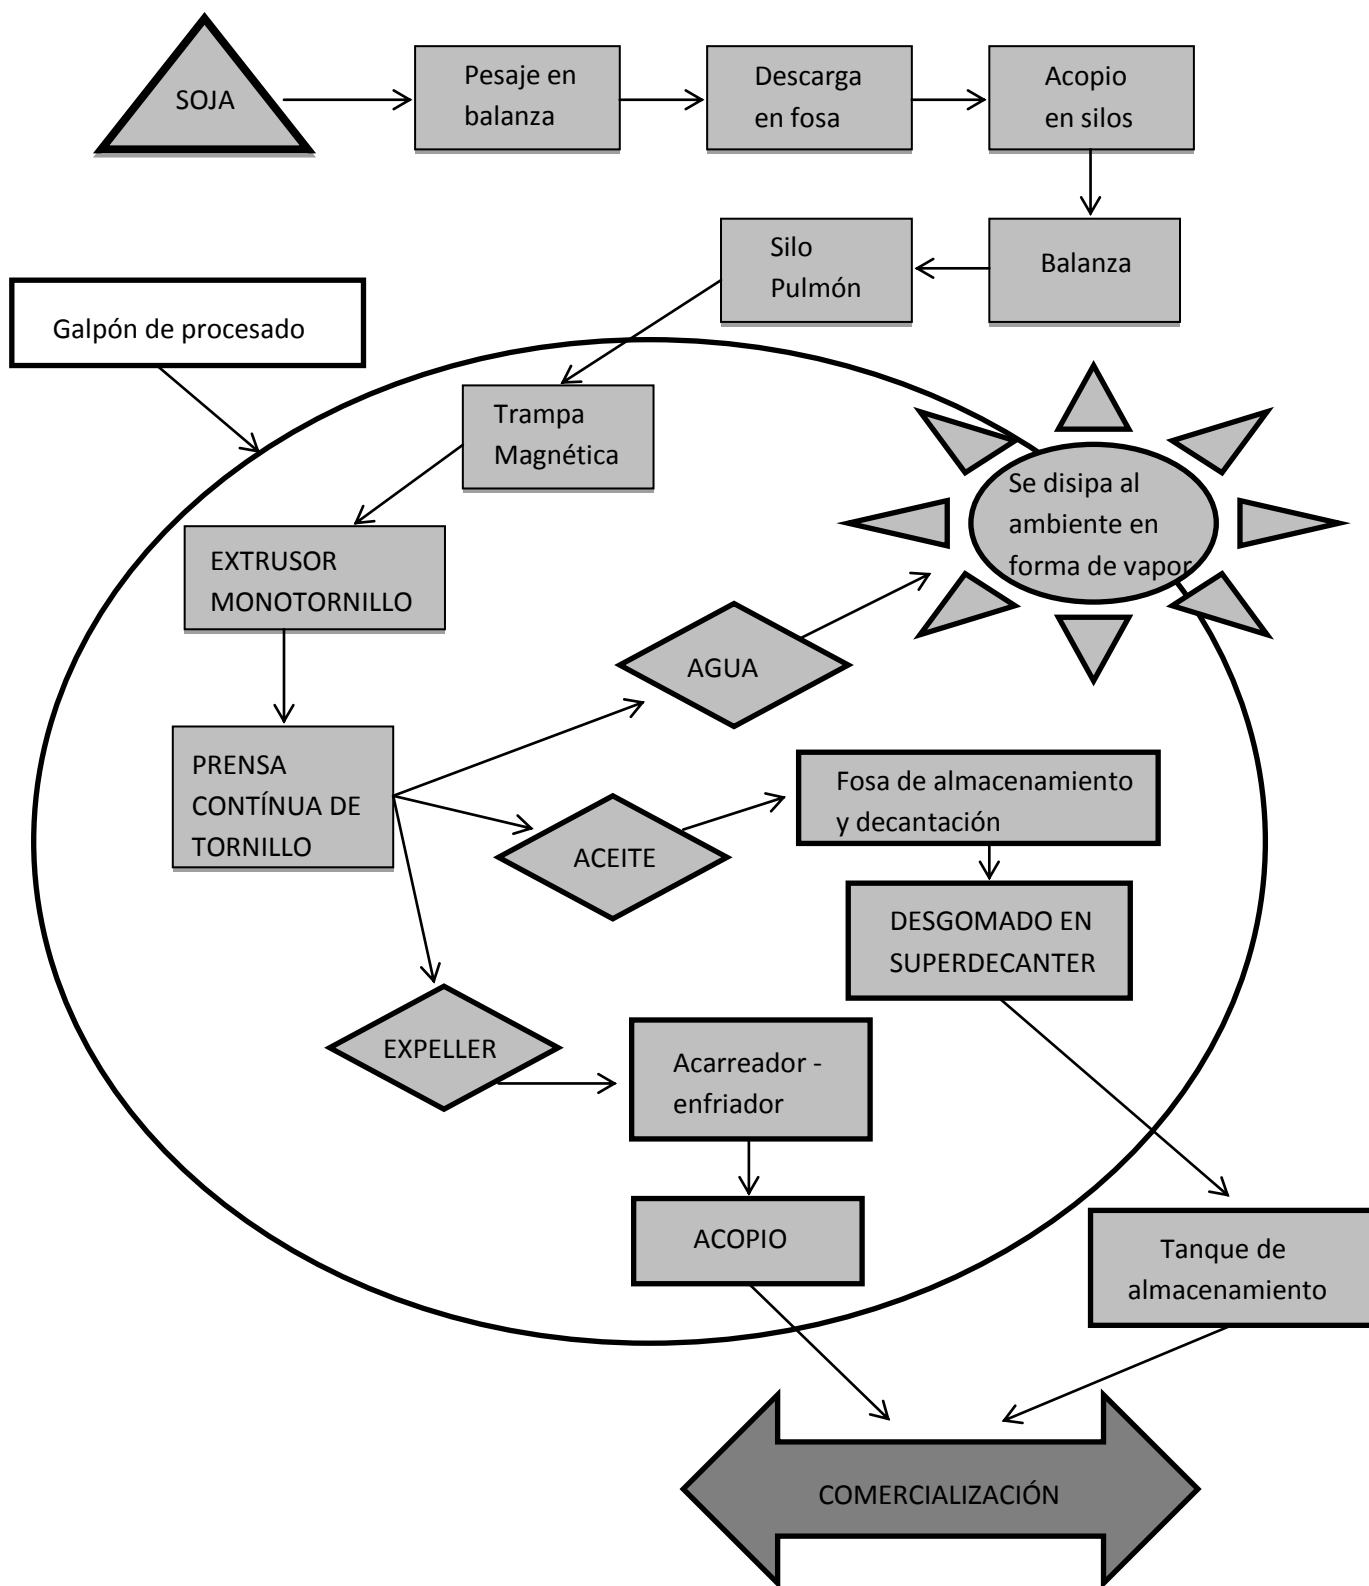 SOJA
Pesaje en
balanza
Descarga
en fosa
Acopio
en silos
Balanza
Silo
Pulmón
Galpón de procesado
Trampa
Magnética
Se disipa al
ambiente en
forma de vapor
EXTRUSOR
MONOTORNILLO
AGUA
PRENSA
CONTÍNUA DE
TORNILLO
Fosa de almacenamiento
y decantación
ACEITE
DESGOMADO EN
SUPERDECANTER
EXPELLER
Acarreador -
enfriador
ACOPIO
Tanque de
almacenamiento
COMERCIALIZACIÓN